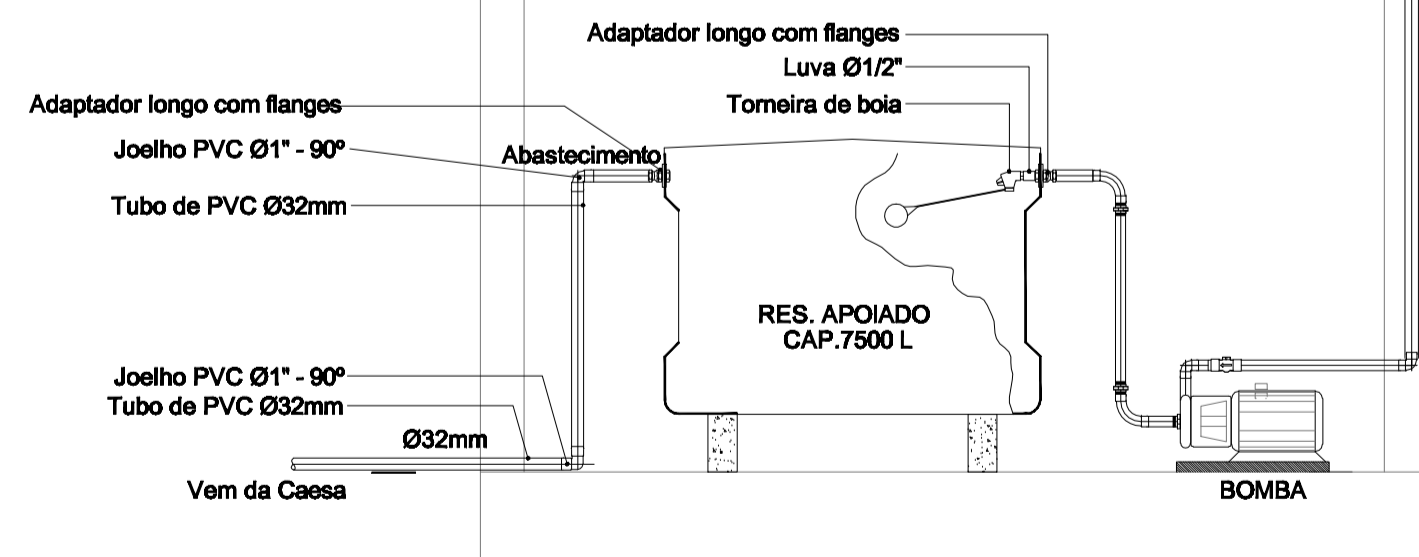 Adaptador longo com flanges
Luva Ø1/2"
Torneira de boia
Adaptador longo com flanges
Joelho PVC Ø1" - 90º
Abastecimento
Tubo de PVC Ø32mm
RES. APOIADO
CAP.7500 L
Joelho PVC Ø1" - 90º
Tubo de PVC Ø32mm
Ø32mm
Vem da Caesa
BOMBA